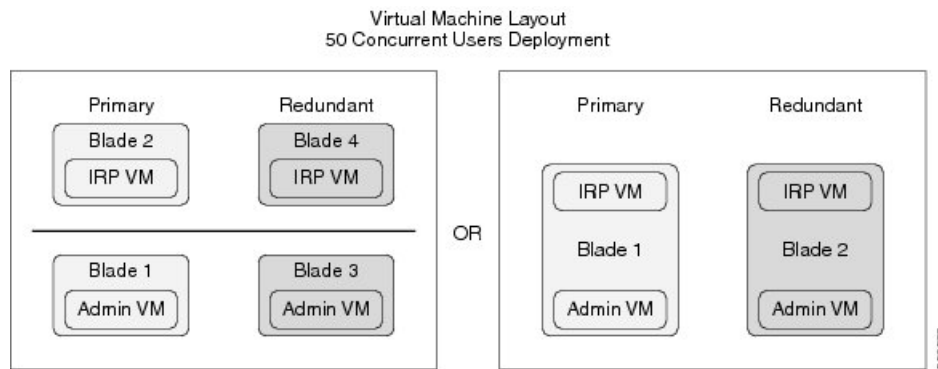 Virtual Machine Layout
50 Concurrent Users Deployment
Primary Redundant
Blade 2 Blade 4
IRP VM IRP VM
Blade 1 Blade 3
Admin VM Admin VM
OR
Primary Redundant
IRP VM IRP VM
Blade 1 Blade 2
Admin VM Admin VM